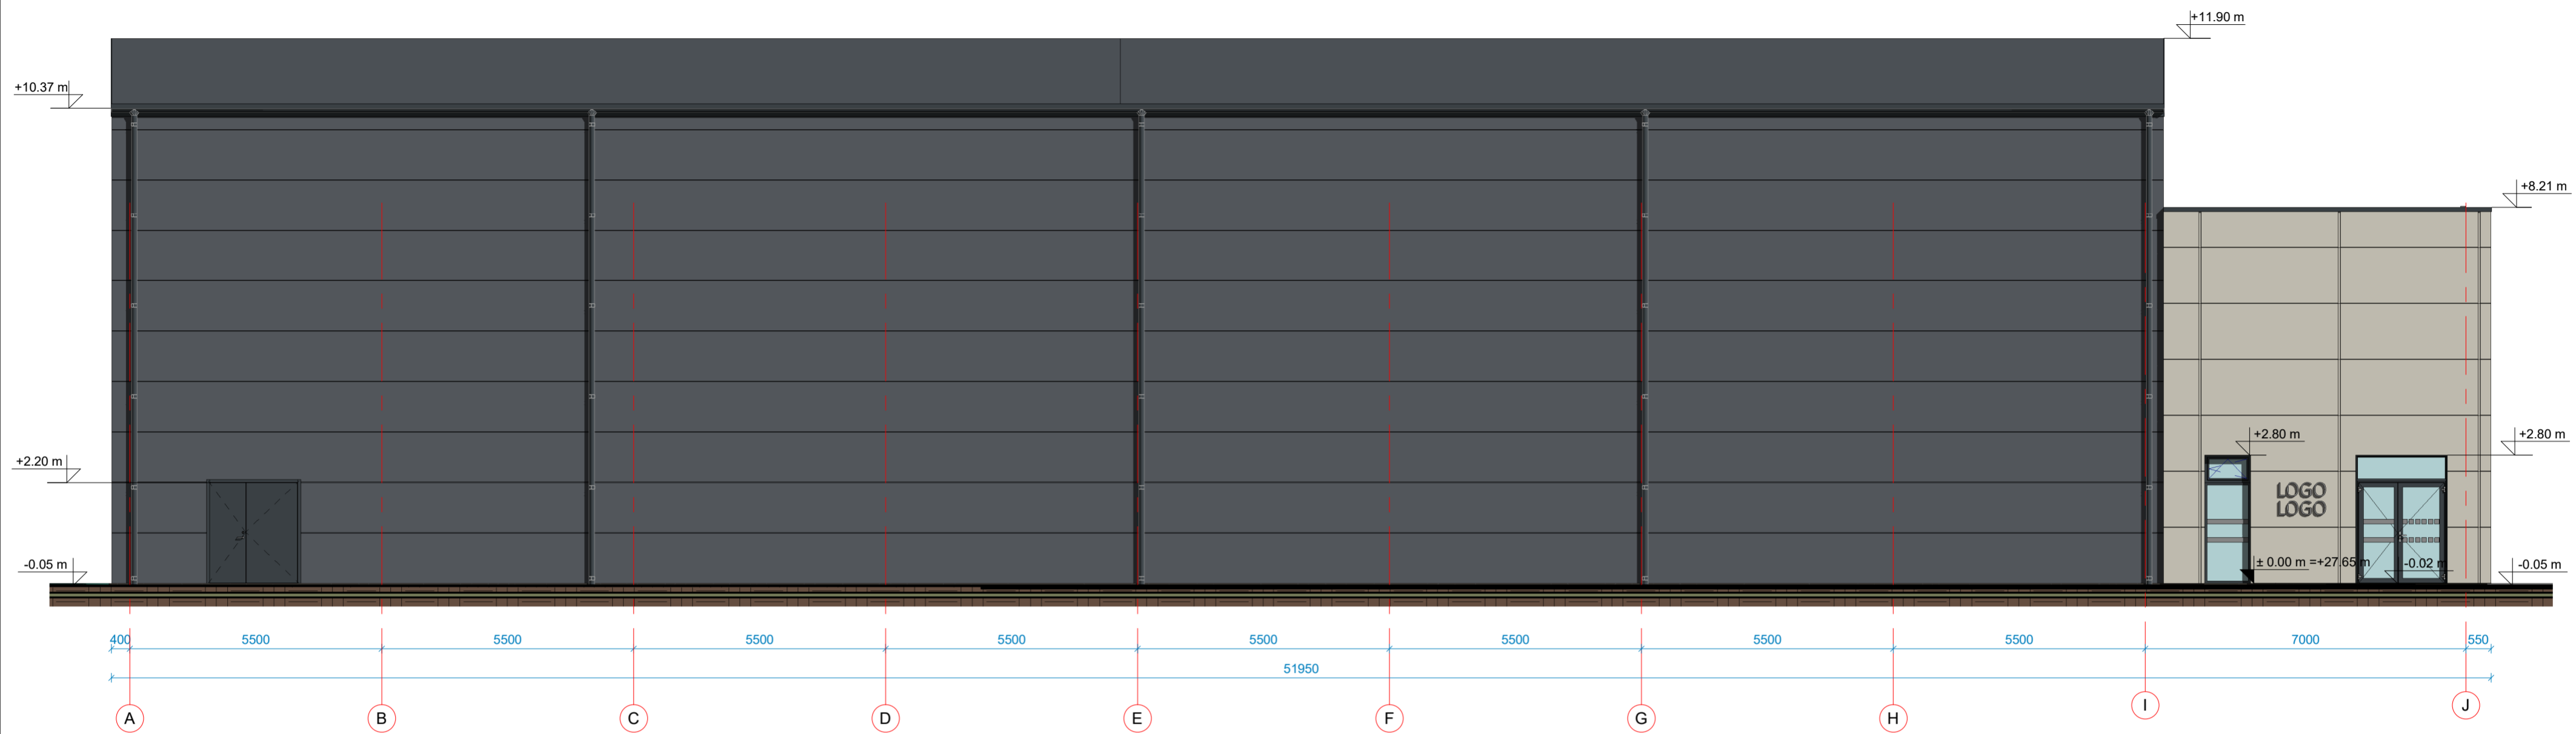 +11.90 m
+10.37 m
+8.21 m
+2.80 m
+2.80 m
+2.20 m
LOGO
LOGO
± 0.00 m =+27.65 m
-0.02 m
-0.05 m
-0.05 m
400 5500 5500 5500 5500 5500 5500 5500 5500 7000 550
51950
A B C D E F G H I J